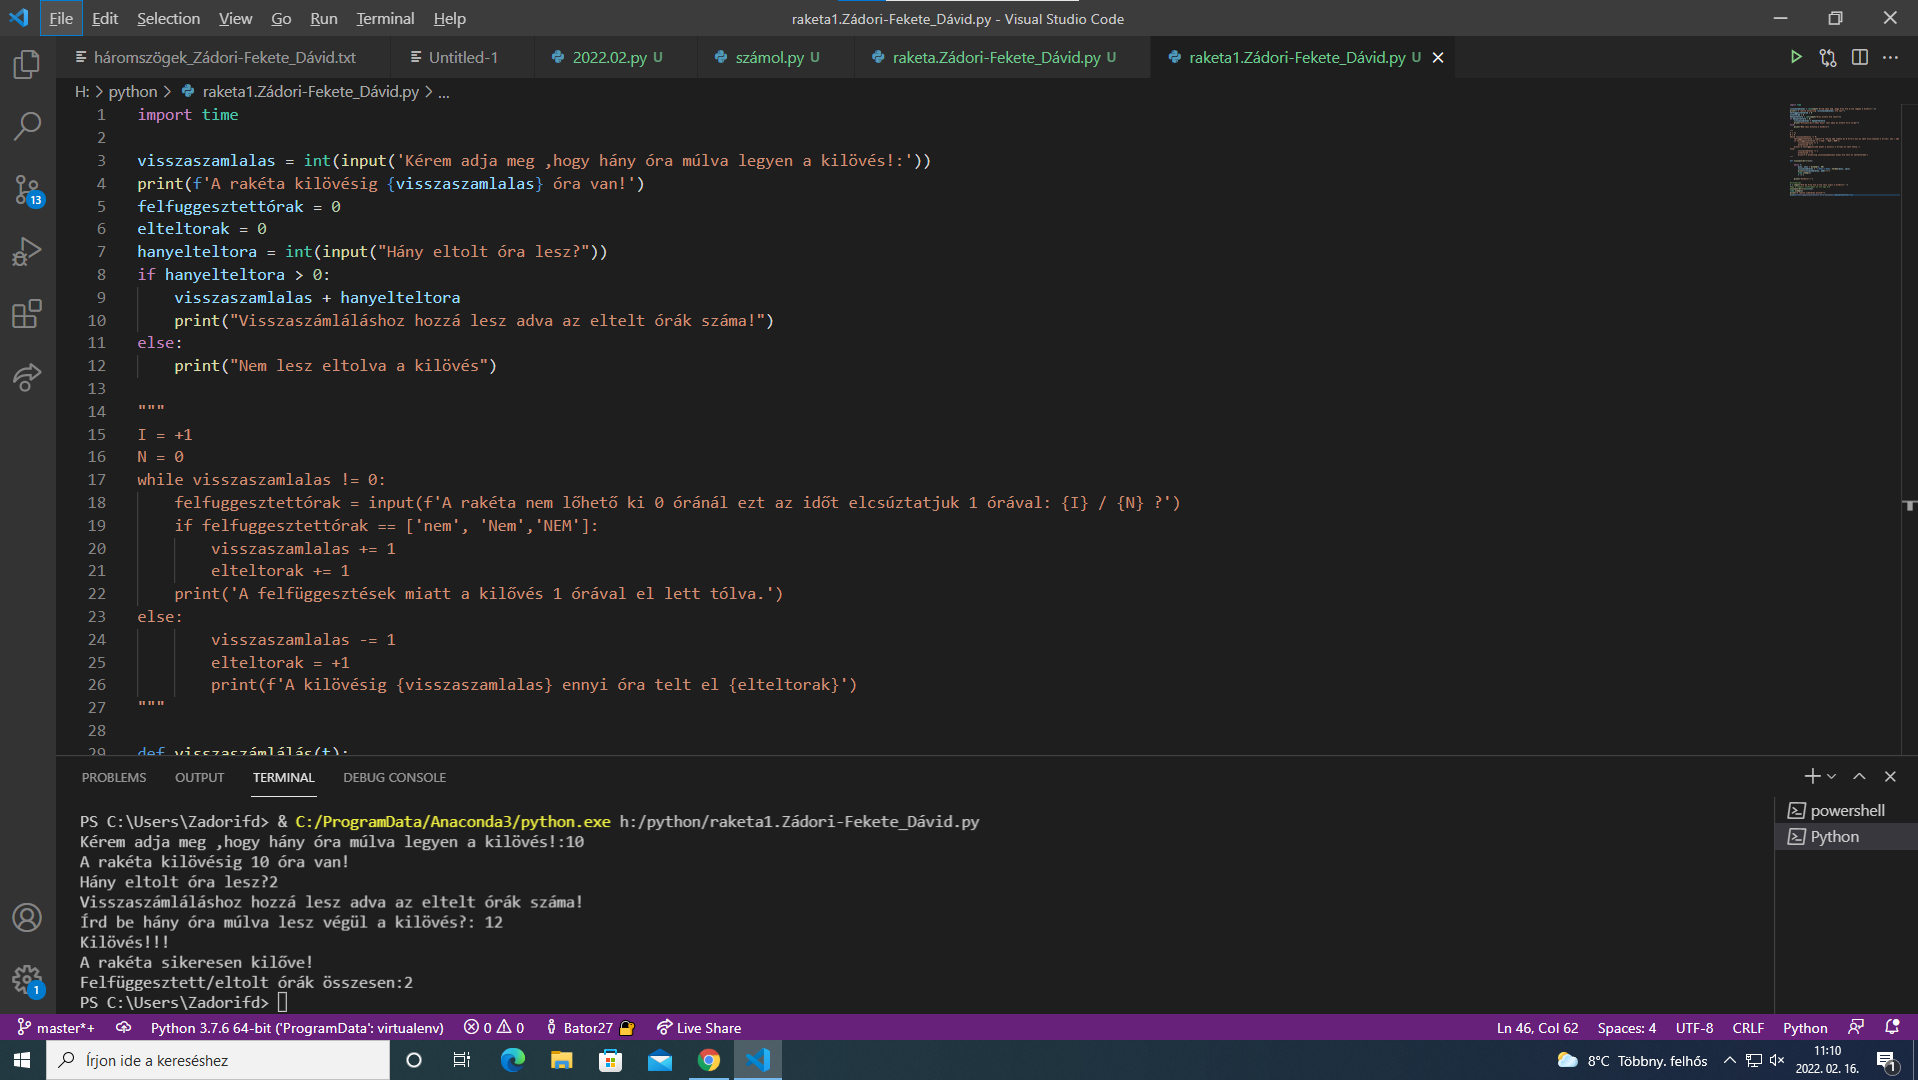 File Edit Selection View Go Run Terminal Help
raketa1.Zádori-Fekete_Dávid.py - Visual Studio Code
háromszögek_Zádori-Fekete_Dávid.txt
Untitled-1
2022.02.py U
számol.py U
raketa.Zádori-Fekete_Dávid.py U
raketa1.Zádori-Fekete_Dávid.py U
H: > python > raketa1.Zádori-Fekete_Dávid.py > ...
1 import time
2
3 visszaszamlalas = int(input('Kérem adja meg ,hogy hány óra múlva legyen a kilövés!:'))
4 print(f'A rakéta kilövésig {visszaszamlalas} óra van!')
5 felfuggesztettórak = 0
6 elteltorak = 0
7 hanyelteltora = int(input("Hány eltolt óra lesz?"))
8 if hanyelteltora > 0:
9 visszaszamlalas + hanyelteltora
10 print("Visszaszámláláshoz hozzá lesz adva az eltelt órák száma!")
11 else:
12 print("Nem lesz eltolva a kilövés")
13
14 """
15 I = +1
16 N = 0
17 while visszaszamlalas != 0:
18 felfuggesztettórak = input(f'A rakéta nem lőhető ki 0 óránál ezt az időt elcsúztatjuk 1 órával: {I} / {N} ?')
19 if felfuggesztettórak == ['nem', 'Nem','NEM']:
20 visszaszamlalas += 1
21 elteltorak += 1
22 print('A felfüggesztések miatt a kilővés 1 órával el lett tólva.')
23 else:
24 visszaszamlalas -= 1
25 elteltorak = +1
26 print(f'A kilövésig {visszaszamlalas} ennyi óra telt el {elteltorak}')
27 """
28
29 def visszaszámlálás(t):
13
1
PROBLEMS OUTPUT TERMINAL DEBUG CONSOLE
PS C:\Users\Zadorifd> & C:/ProgramData/Anaconda3/python.exe h:/python/raketa1.Zádori-Fekete_Dávid.py
Kérem adja meg ,hogy hány óra múlva legyen a kilövés!:10
A rakéta kilövésig 10 óra van!
Hány eltolt óra lesz?2
Visszaszámláláshoz hozzá lesz adva az eltelt órák száma!
Írd be hány óra múlva lesz végül a kilövés?: 12
Kilövés!!!
A rakéta sikeresen kilőve!
Felfüggesztett/eltolt órák összesen:2
PS C:\Users\Zadorifd>
powershell
Python
master*+ Python 3.7.6 64-bit ('ProgramData': virtualenv) 0 0 Bator27 Live Share
Ln 46, Col 62 Spaces: 4 UTF-8 CRLF Python
Írjon ide a kereséshez
8°C Többny. felhős
11:10
2022. 02. 16.
1